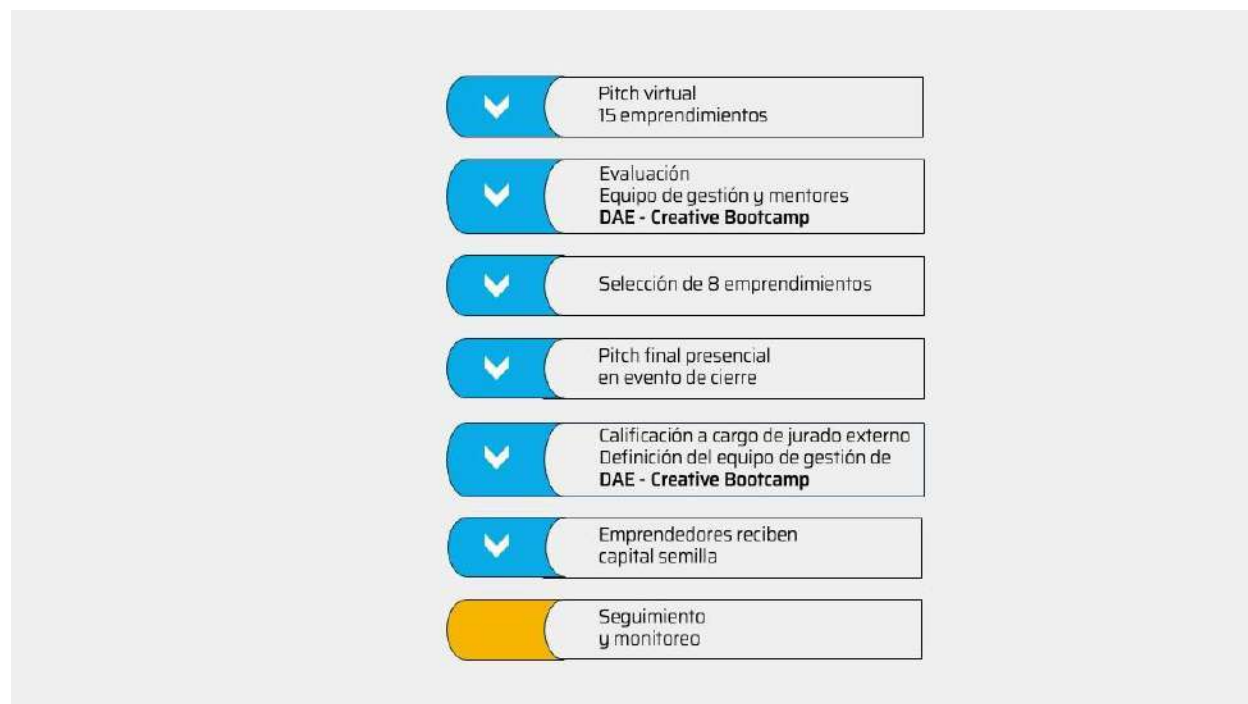 Pitch virtual
15 emprendimientos
Evaluación
Equipo de gestión y mentores
DAE - Creative Bootcamp
Selección de 8 emprendimientos
Pitch final presencial
en evento de cierre
Calificación a cargo de jurado externo
Definición del equipo de gestión de
DAE - Creative Bootcamp
Emprendedores reciben
capital semilla
Seguimiento
y monitoreo